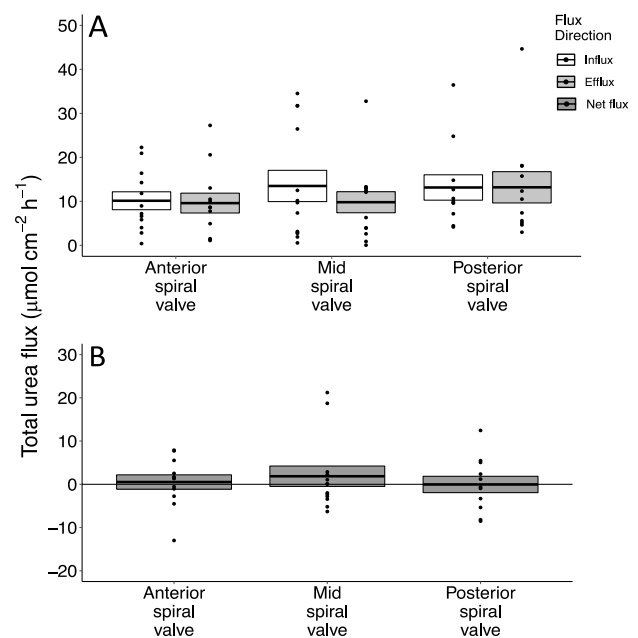 A
50
40
30
20
10
0
Flux
Direction
Influx
Efflux
Net flux
Anterior
spiral
valve
Mid
spiral
valve
Posterior
spiral
valve
Total urea flux (μmol cm⁻² h⁻¹)
B
30
20
10
0
−10
−20
Anterior
spiral
valve
Mid
spiral
valve
Posterior
spiral
valve